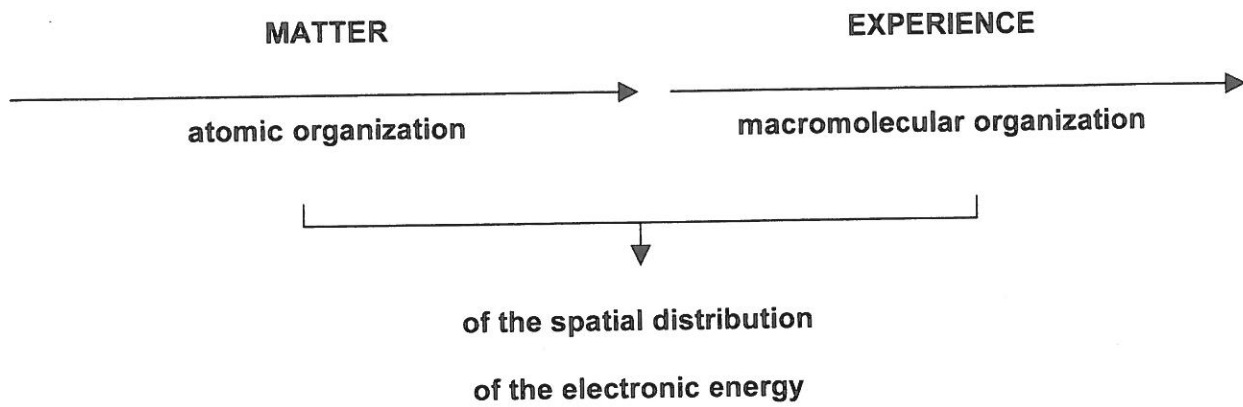 MATTER
EXPERIENCE
atomic organization
macromolecular organization
of the spatial distribution
of the electronic energy